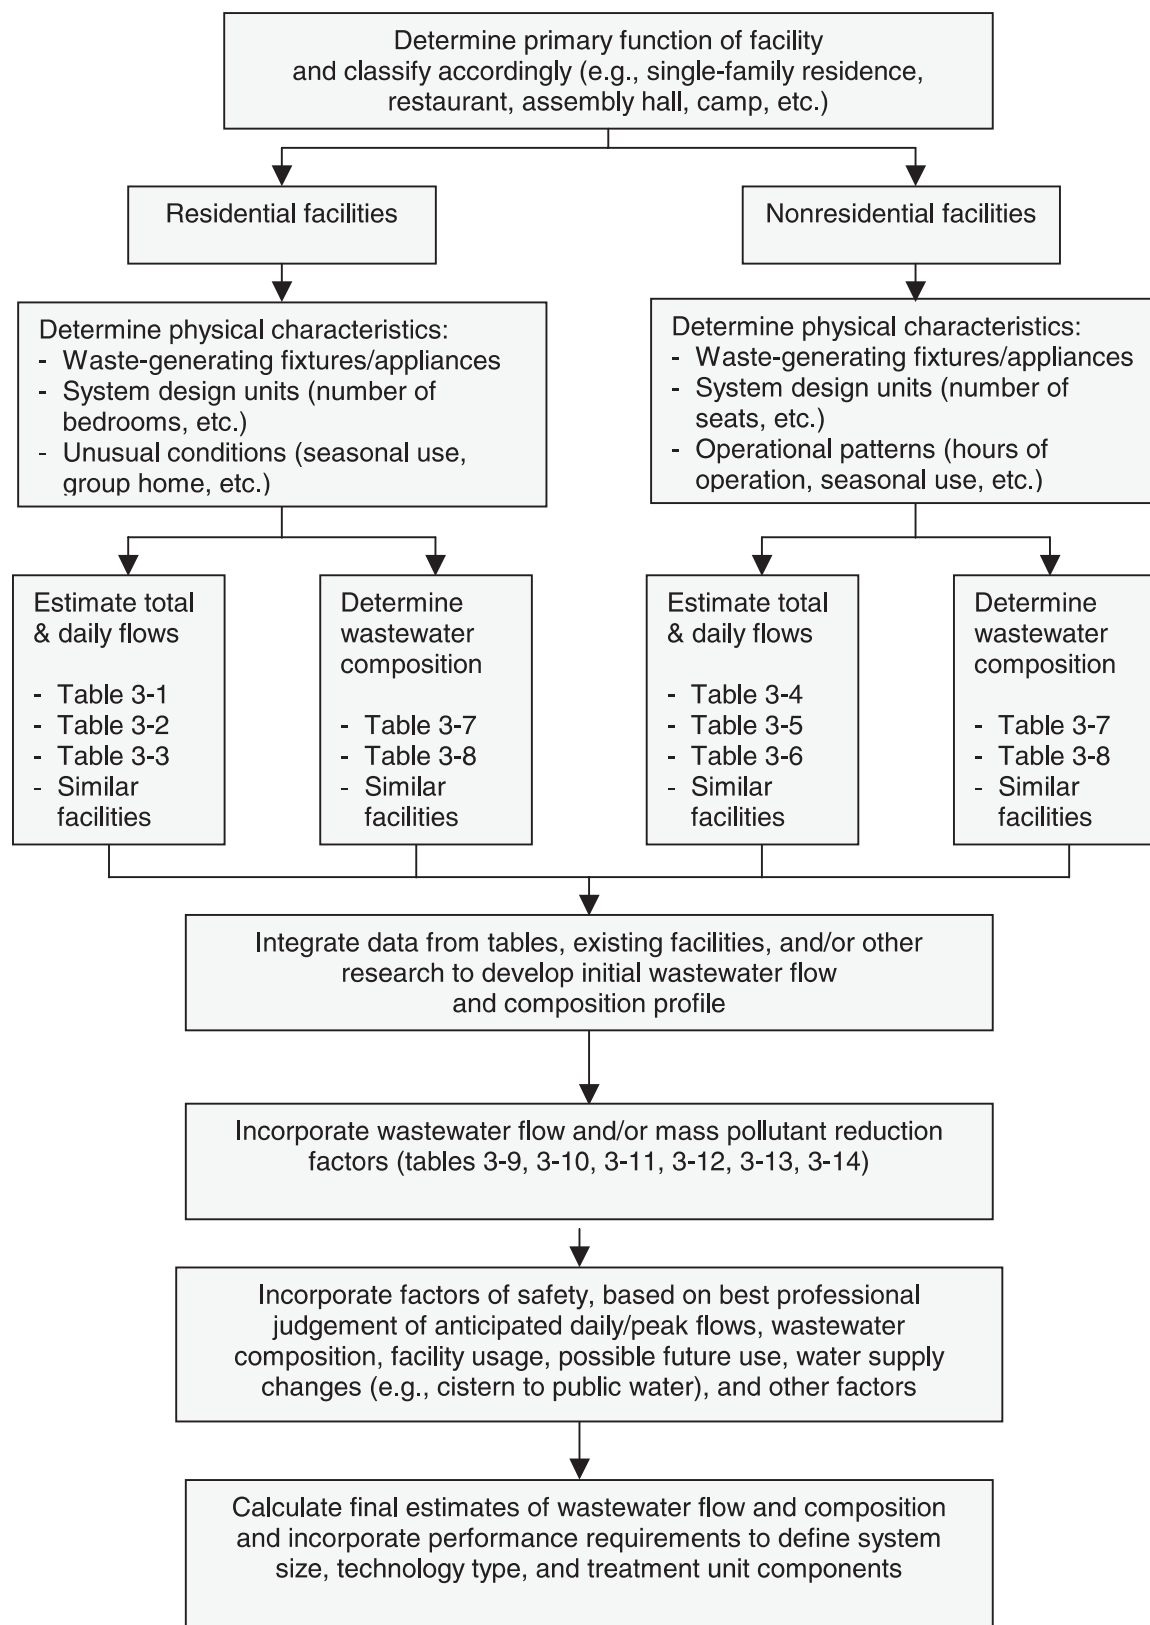 Determine primary function of facility
and classify accordingly (e.g., single-family residence,
restaurant, assembly hall, camp, etc.)
Residential facilities
Nonresidential facilities
Determine physical characteristics:
- Waste-generating fixtures/appliances
- System design units (number of
bedrooms, etc.)
- Unusual conditions (seasonal use,
group home, etc.)
Determine physical characteristics:
- Waste-generating fixtures/appliances
- System design units (number of
seats, etc.)
- Operational patterns (hours of
operation, seasonal use, etc.)
Estimate total
& daily flows
- Table 3-1
- Table 3-2
- Table 3-3
- Similar
facilities
Determine
wastewater
composition
- Table 3-7
- Table 3-8
- Similar
facilities
Estimate total
& daily flows
- Table 3-4
- Table 3-5
- Table 3-6
- Similar
facilities
Determine
wastewater
composition
- Table 3-7
- Table 3-8
- Similar
facilities
Integrate data from tables, existing facilities, and/or other
research to develop initial wastewater flow
and composition profile
Incorporate wastewater flow and/or mass pollutant reduction
factors (tables 3-9, 3-10, 3-11, 3-12, 3-13, 3-14)
Incorporate factors of safety, based on best professional
judgement of anticipated daily/peak flows, wastewater
composition, facility usage, possible future use, water supply
changes (e.g., cistern to public water), and other factors
Calculate final estimates of wastewater flow and composition
and incorporate performance requirements to define system
size, technology type, and treatment unit components